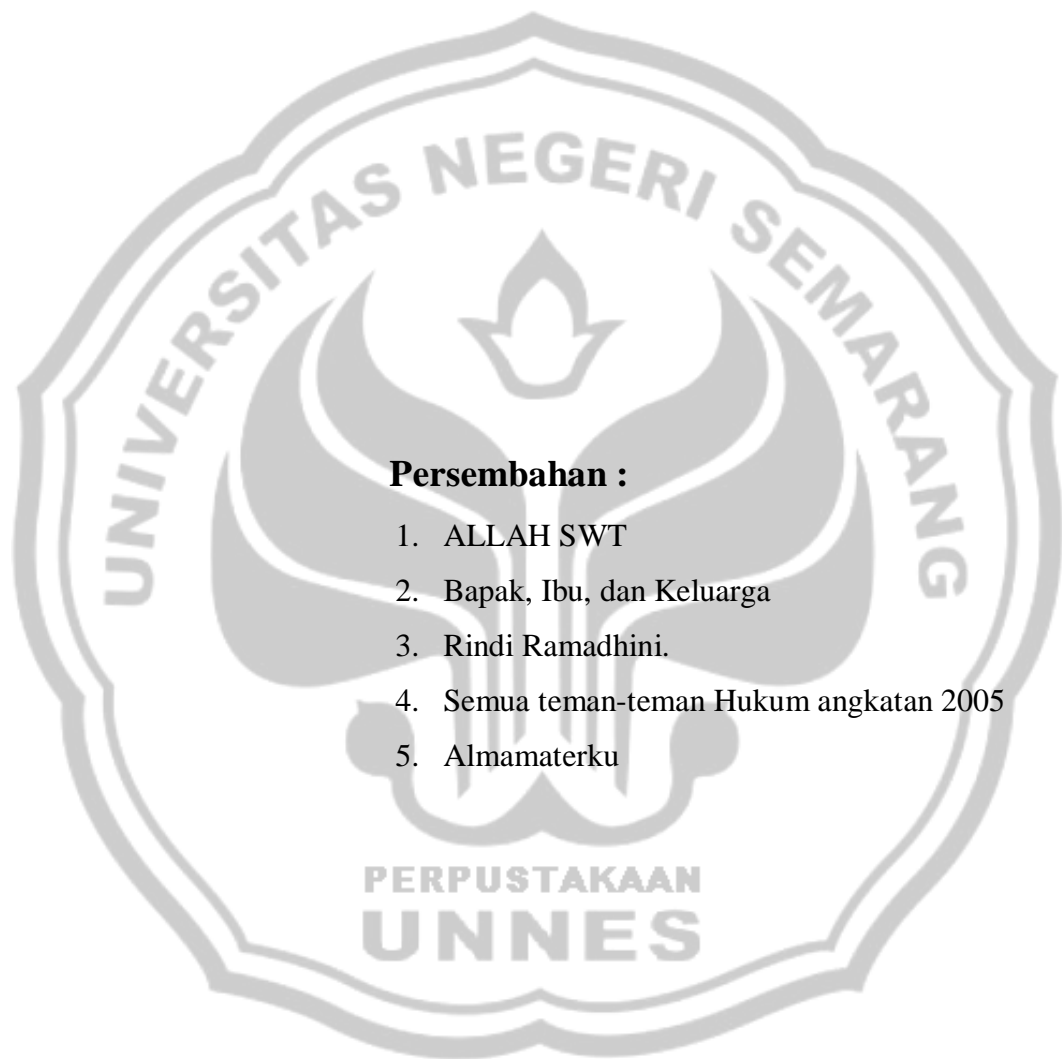 UNIVERSITAS NEGERI SEMARANG
Persembahan :
1. ALLAH SWT
2. Bapak, Ibu, dan Keluarga
3. Rindi Ramadhini.
4. Semua teman-teman Hukum angkatan 2005
5. Almamaterku
PERPUSTAKAAN
UNNES